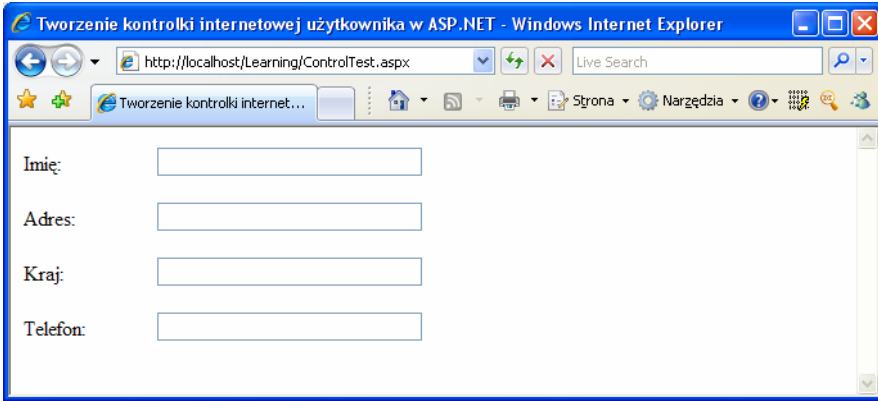 Tworzenie kontrolki internetowej użytkownika w ASP.NET - Windows Internet Explorer
http://localhost/Learning/ControlTest.aspx
Live Search
Tworzenie kontrolki internet...
Strona
Narzędzia
Imię:
Adres:
Kraj:
Telefon: